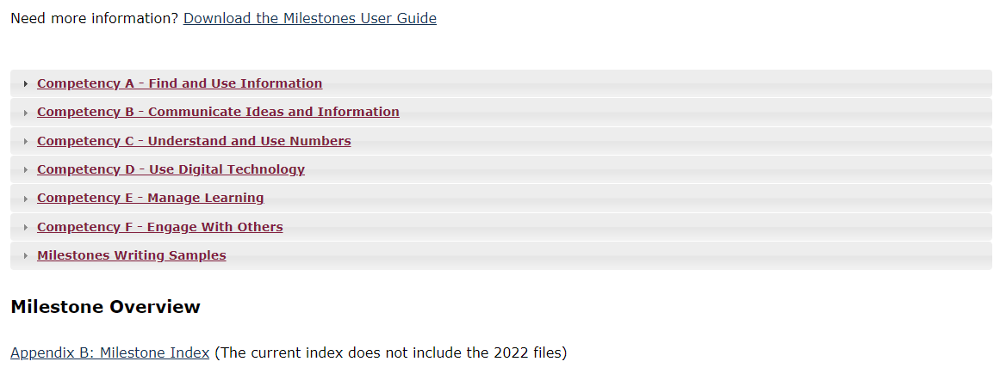 Need more information? Download the Milestones User Guide
Competency A - Find and Use Information
Competency B - Communicate Ideas and Information
Competency C - Understand and Use Numbers
Competency D - Use Digital Technology
Competency E - Manage Learning
Competency F - Engage With Others
Milestones Writing Samples
Milestone Overview
Appendix B: Milestone Index (The current index does not include the 2022 files)